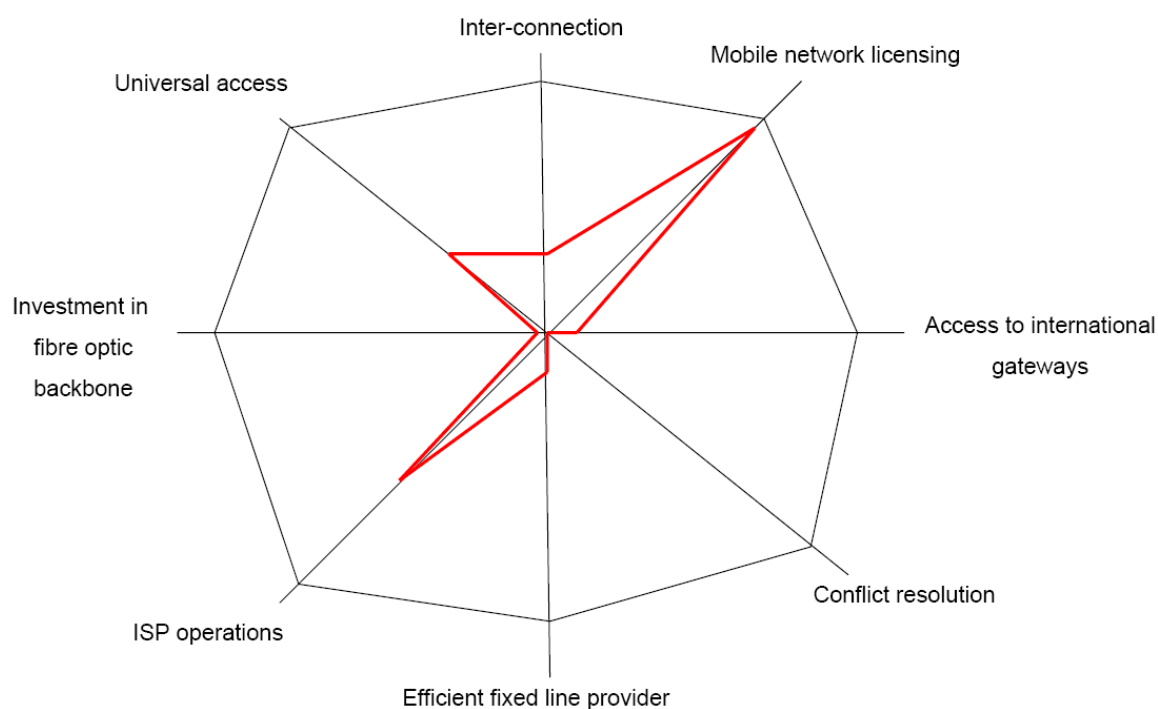 Inter-connection
Mobile network licensing
Universal access
Investment in
fibre optic
backbone
Access to international
gateways
Conflict resolution
ISP operations
Efficient fixed line provider